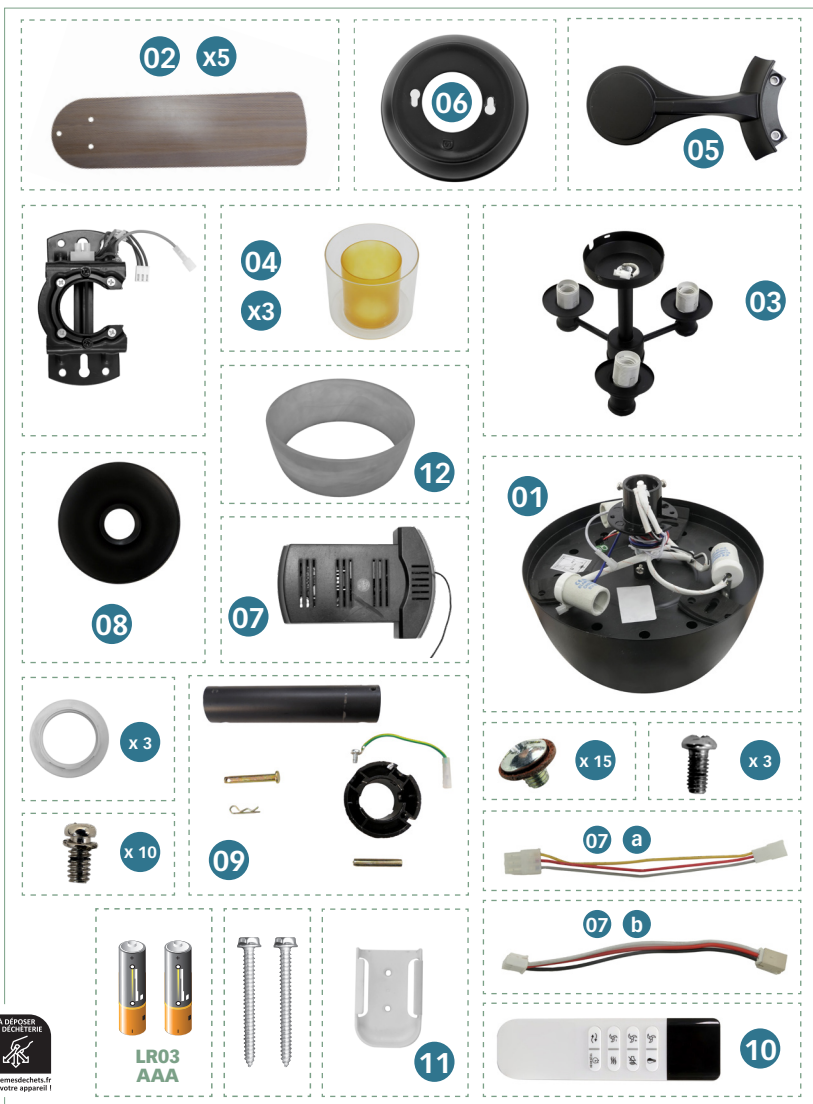 02 x5
06
05
04
x3
03
12
01
08
07
x 3
x 15
x 3
x 10
09
07 a
07 b
LR03
AAA
11
10
À DÉPOSER
DÉCHÈTERIE
emesdechets.fr
votre appareil !